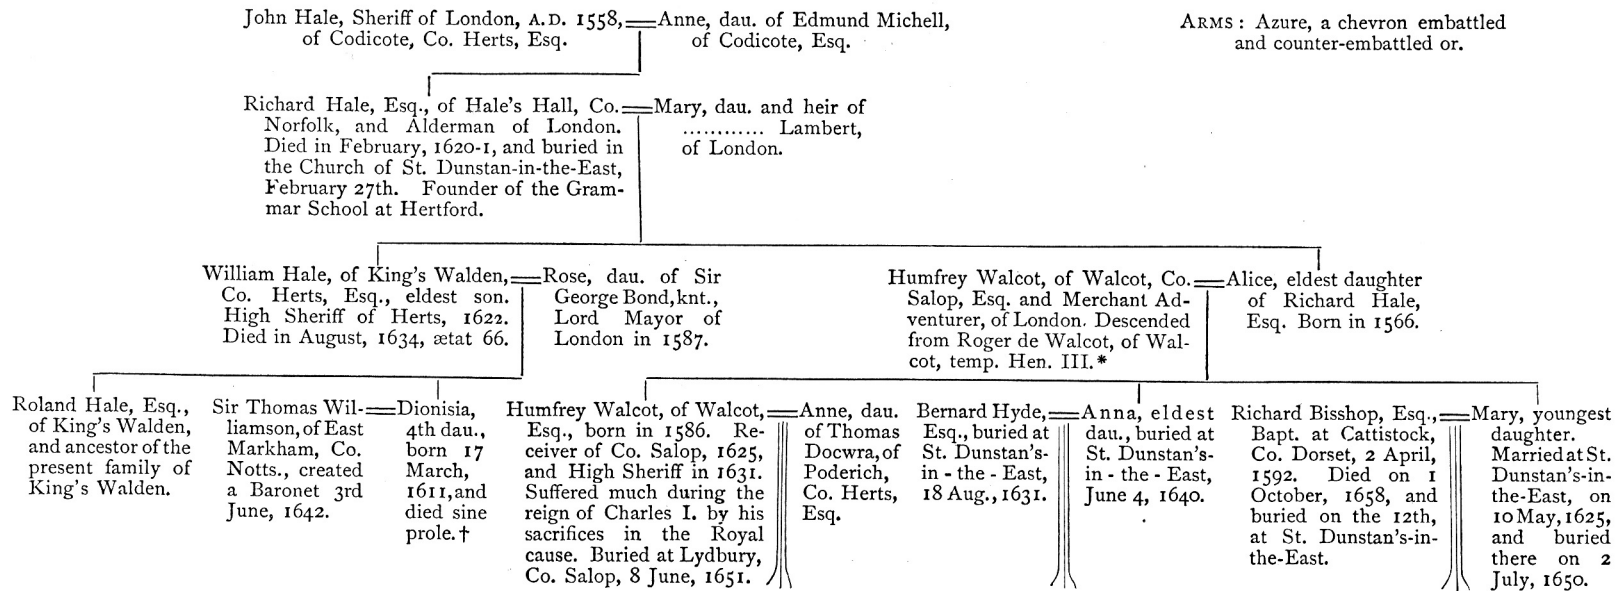 John Hale, Sheriff of London, A.D. 1558,
of Codicote, Co. Herts, Esq.
Anne, dau. of Edmund Michell,
of Codicote, Esq.
ARMS: Azure, a chevron embattled
and counter-embattled or.
Richard Hale, Esq., of Hale's Hall, Co.
Norfolk, and Alderman of London.
Died in February, 1620-1, and buried in
the Church of St. Dunstan-in-the-East,
February 27th. Founder of the Gram-
mar School at Hertford.
Mary, dau. and heir of
............ Lambert,
of London.
William Hale, of King's Walden,
Co. Herts, Esq., eldest son.
High Sheriff of Herts, 1622.
Died in August, 1634, ætat 66.
Rose, dau. of Sir
George Bond, knt.,
Lord Mayor of
London in 1587.
Humfrey Walcot, of Walcot, Co.
Salop, Esq. and Merchant Ad-
venturer, of London. Descended
from Roger de Walcot, of Wal-
cot, temp. Hen. III.*
Alice, eldest daughter
of Richard Hale,
Esq. Born in 1566.
Roland Hale, Esq.,
of King's Walden,
and ancestor of the
present family of
King's Walden.
Sir Thomas Wil-
liamson, of East
Markham, Co.
Notts., created
a Baronet 3rd
June, 1642.
Dionisia,
4th dau.,
born 17
March,
1611, and
died sine
prole.†
Humfrey Walcot, of Walcot,
Esq., born in 1586. Re-
ceiver of Co. Salop, 1625,
and High Sheriff in 1631.
Suffered much during the
reign of Charles I. by his
sacrifices in the Royal
cause. Buried at Lydbury,
Co. Salop, 8 June, 1651.
Anne, dau.
of Thomas
Docwra, of
Poderich,
Co. Herts,
Esq.
Bernard Hyde,
Esq., buried at
St. Dunstan's-
in-the-East,
18 Aug., 1631.
Anna, eldest
dau., buried at
St. Dunstan's-
in-the-East,
June 4, 1640.
Richard Bisshop, Esq.,
Bapt. at Cattistock,
Co. Dorset, 2 April,
1592. Died on 1
October, 1658, and
buried on the 12th,
at St. Dunstan's-in-
the-East.
Mary, youngest
daughter.
Married at St.
Dunstan's-in-
the-East, on
10 May, 1625,
and buried
there on 2
July, 1650.